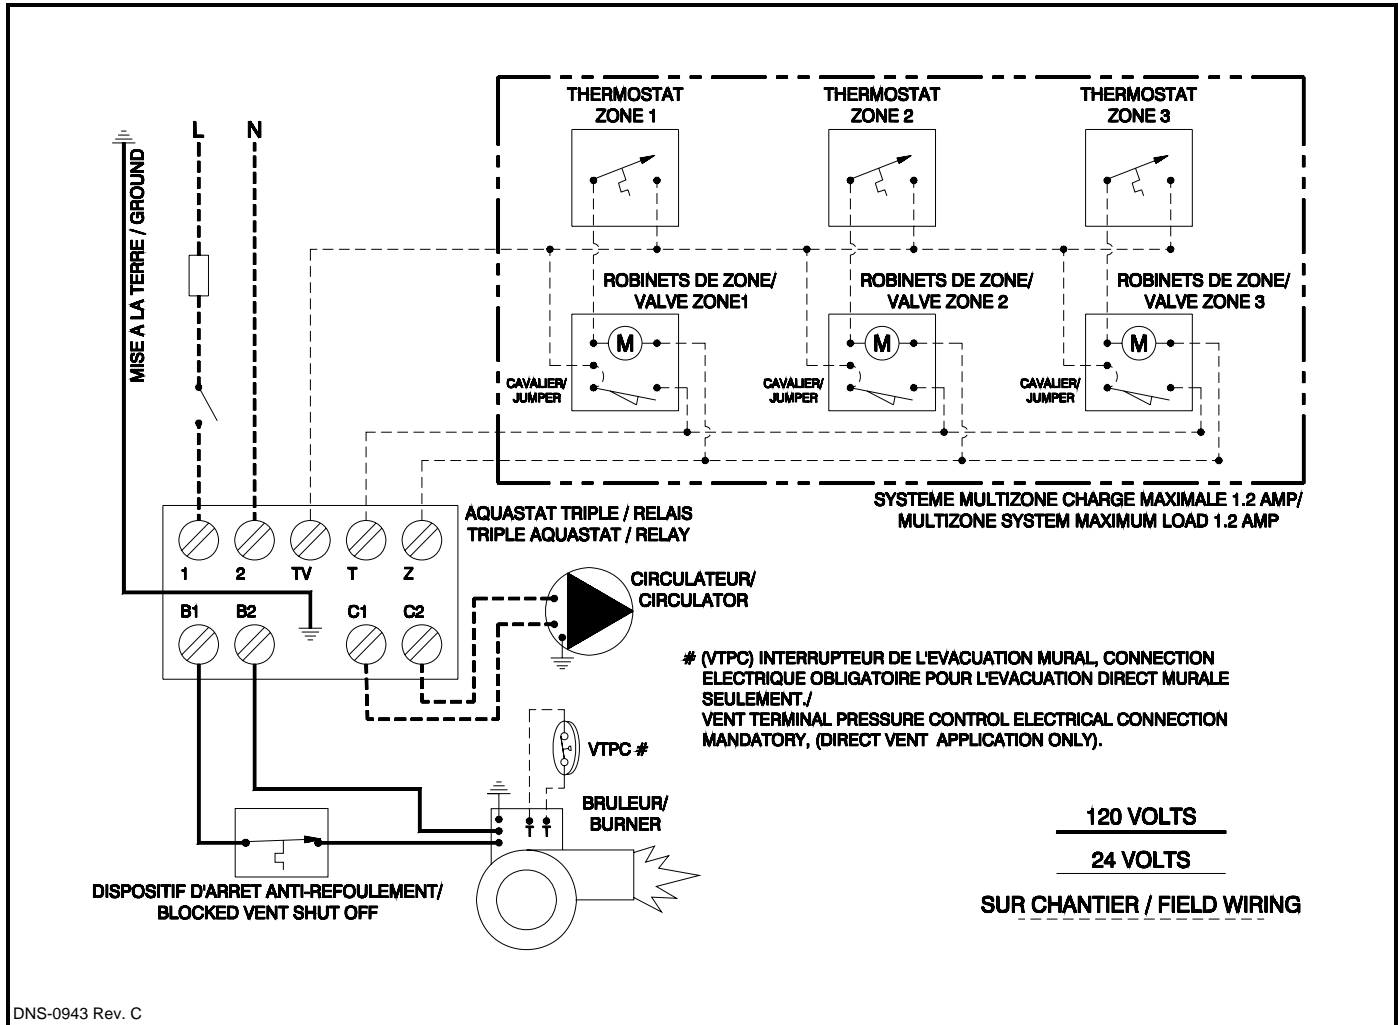 THERMOSTAT
ZONE 1
THERMOSTAT
ZONE 2
THERMOSTAT
ZONE 3
L
N
MISE A LA TERRE / GROUND
ROBINETS DE ZONE/
VALVE ZONE1
ROBINETS DE ZONE/
VALVE ZONE 2
ROBINETS DE ZONE/
VALVE ZONE 3
M
M
M
CAVALIER/
JUMPER
CAVALIER/
JUMPER
CAVALIER/
JUMPER
SYSTEME MULTIZONE CHARGE MAXIMALE 1.2 AMP/
MULTIZONE SYSTEM MAXIMUM LOAD 1.2 AMP
AQUASTAT TRIPLE / RELAIS
TRIPLE AQUASTAT / RELAY
1
2
TV
T
Z
B1
B2
C1
C2
CIRCULATEUR/
CIRCULATOR
# (VTPC) INTERRUPTEUR DE L'EVACUATION MURAL, CONNECTION
ELECTRIQUE OBLIGATOIRE POUR L'EVACUATION DIRECT MURALE
SEULEMENT./
VENT TERMINAL PRESSURE CONTROL ELECTRICAL CONNECTION
MANDATORY, (DIRECT VENT APPLICATION ONLY).
VTPC #
BRULEUR/
BURNER
T T
DISPOSITIF D'ARRET ANTI-REFOULEMENT/
BLOCKED VENT SHUT OFF
120 VOLTS
24 VOLTS
SUR CHANTIER / FIELD WIRING
DNS-0943 Rev. C